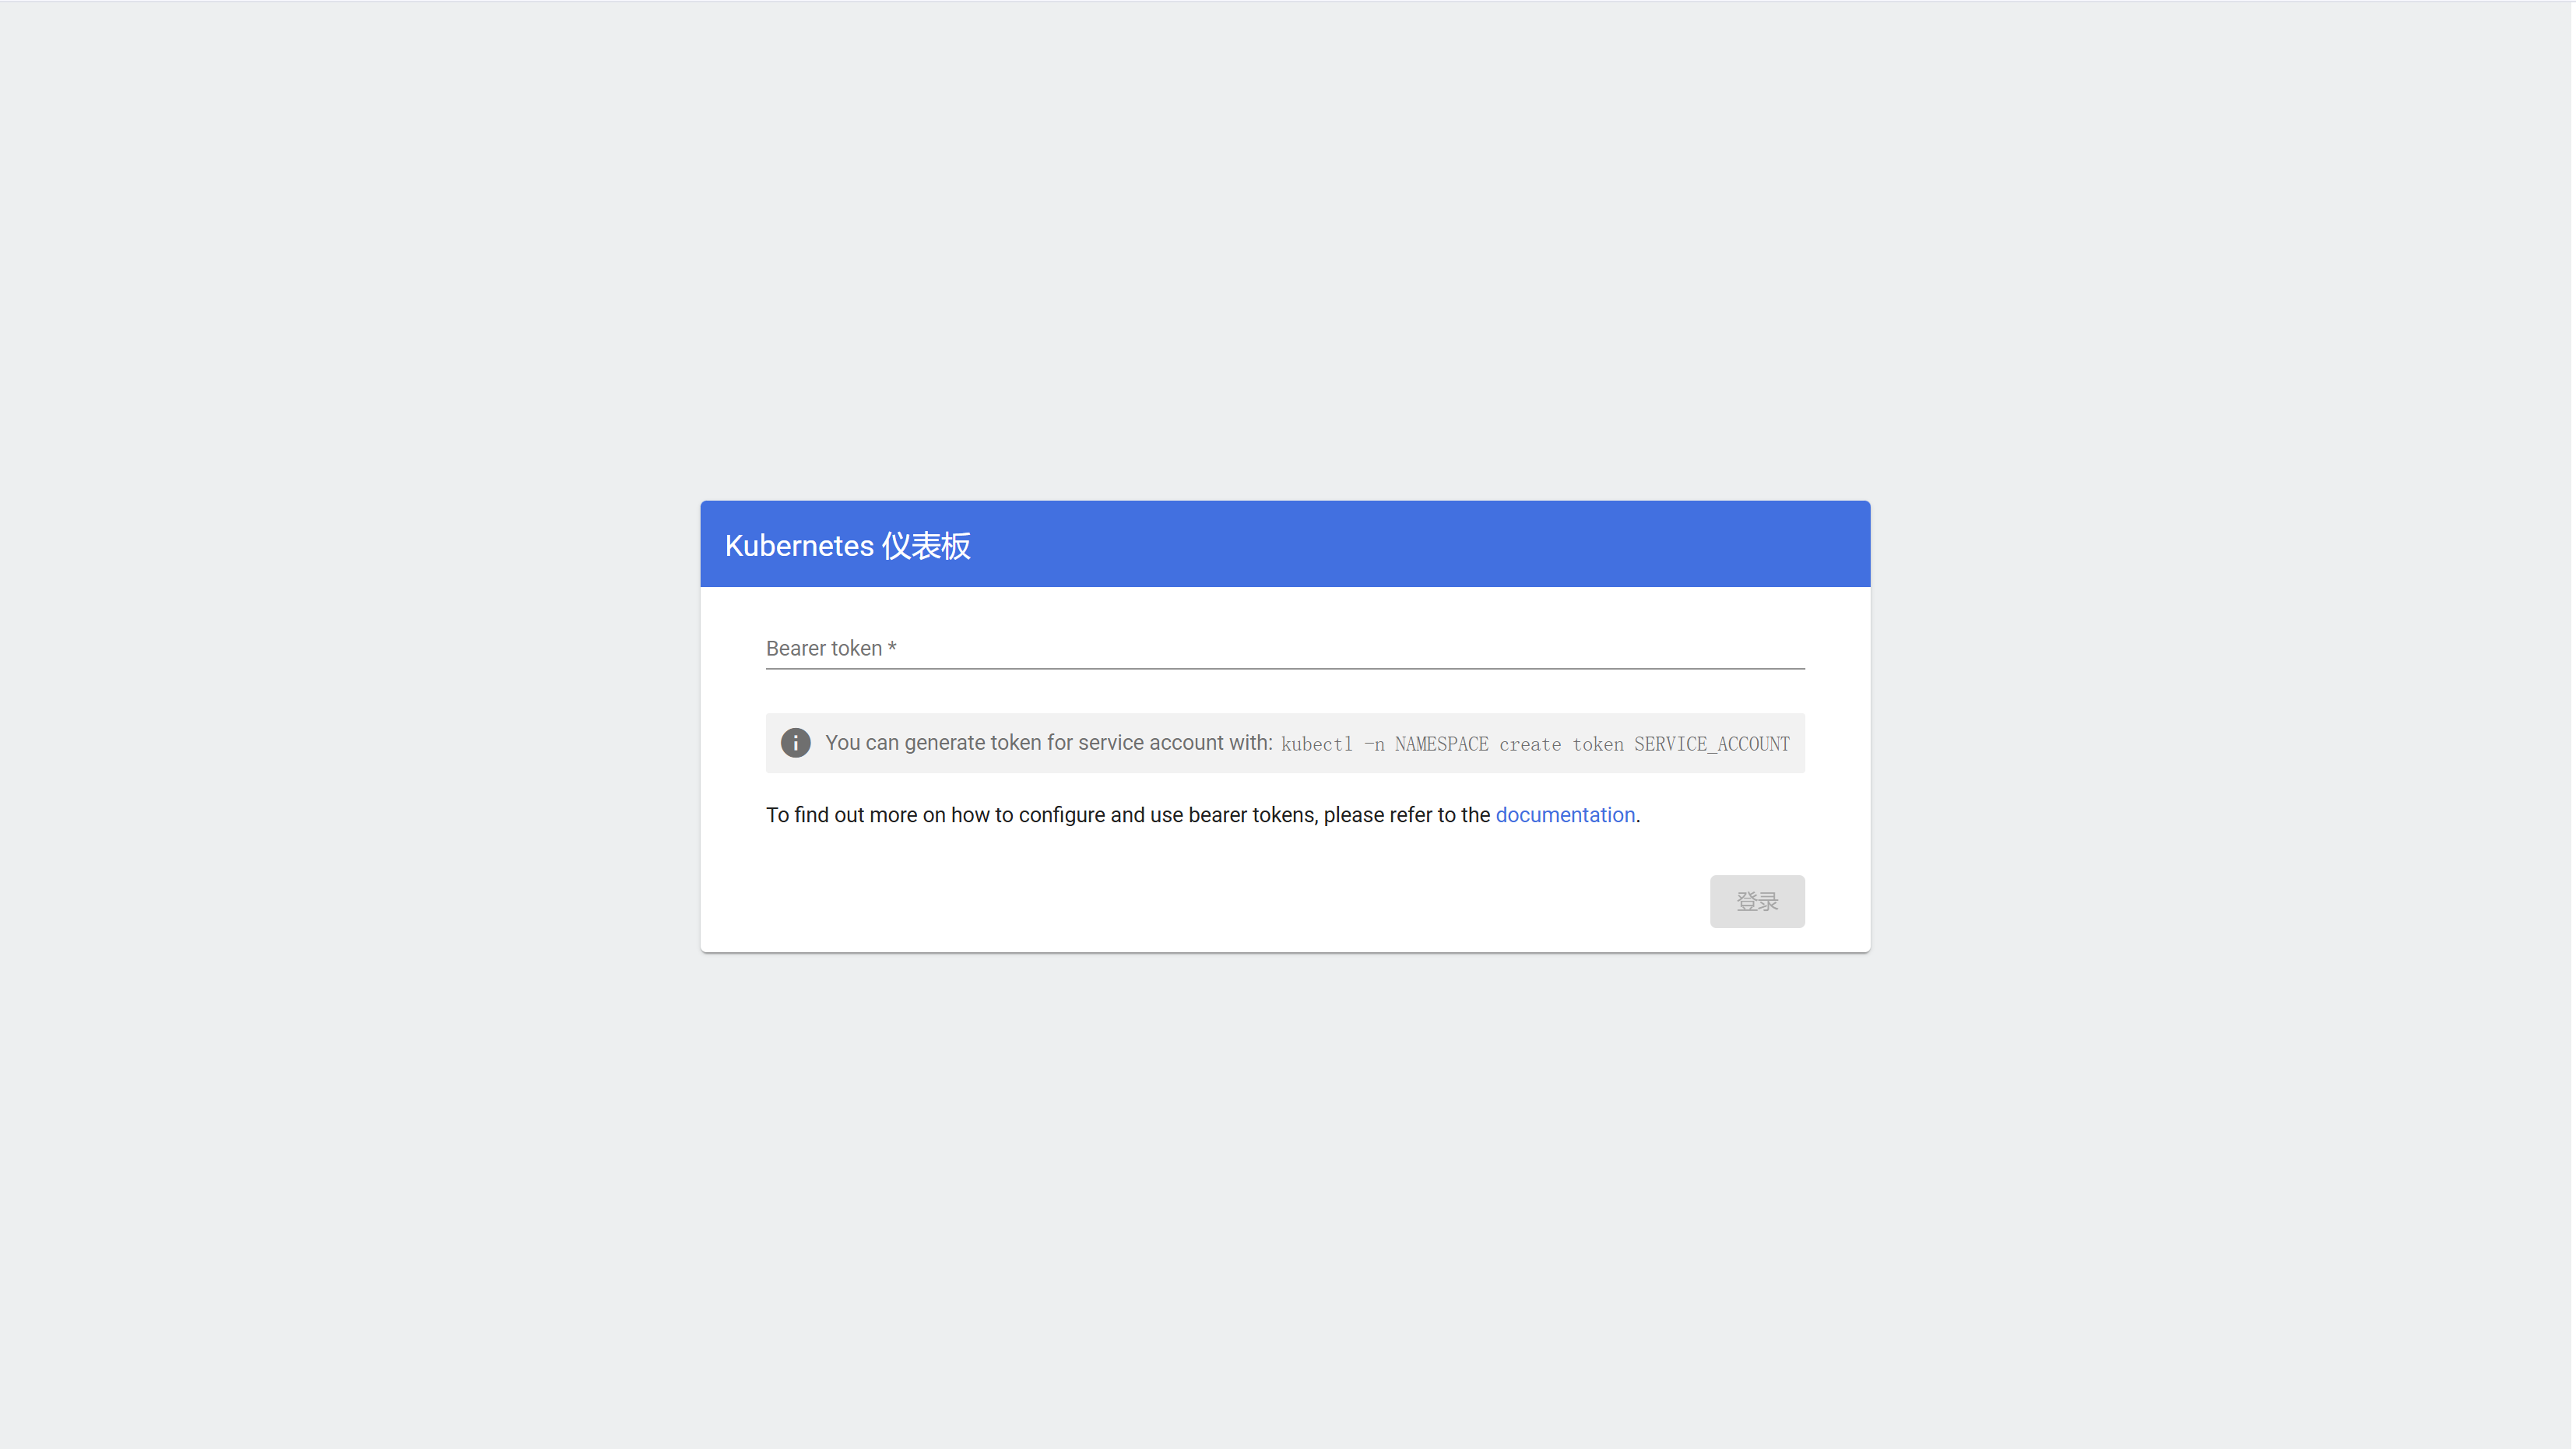 Kubernetes 仪表板
Bearer token *
You can generate token for service account with: kubectl -n NAMESPACE create token SERVICE_ACCOUNT
To find out more on how to configure and use bearer tokens, please refer to the documentation.
登录